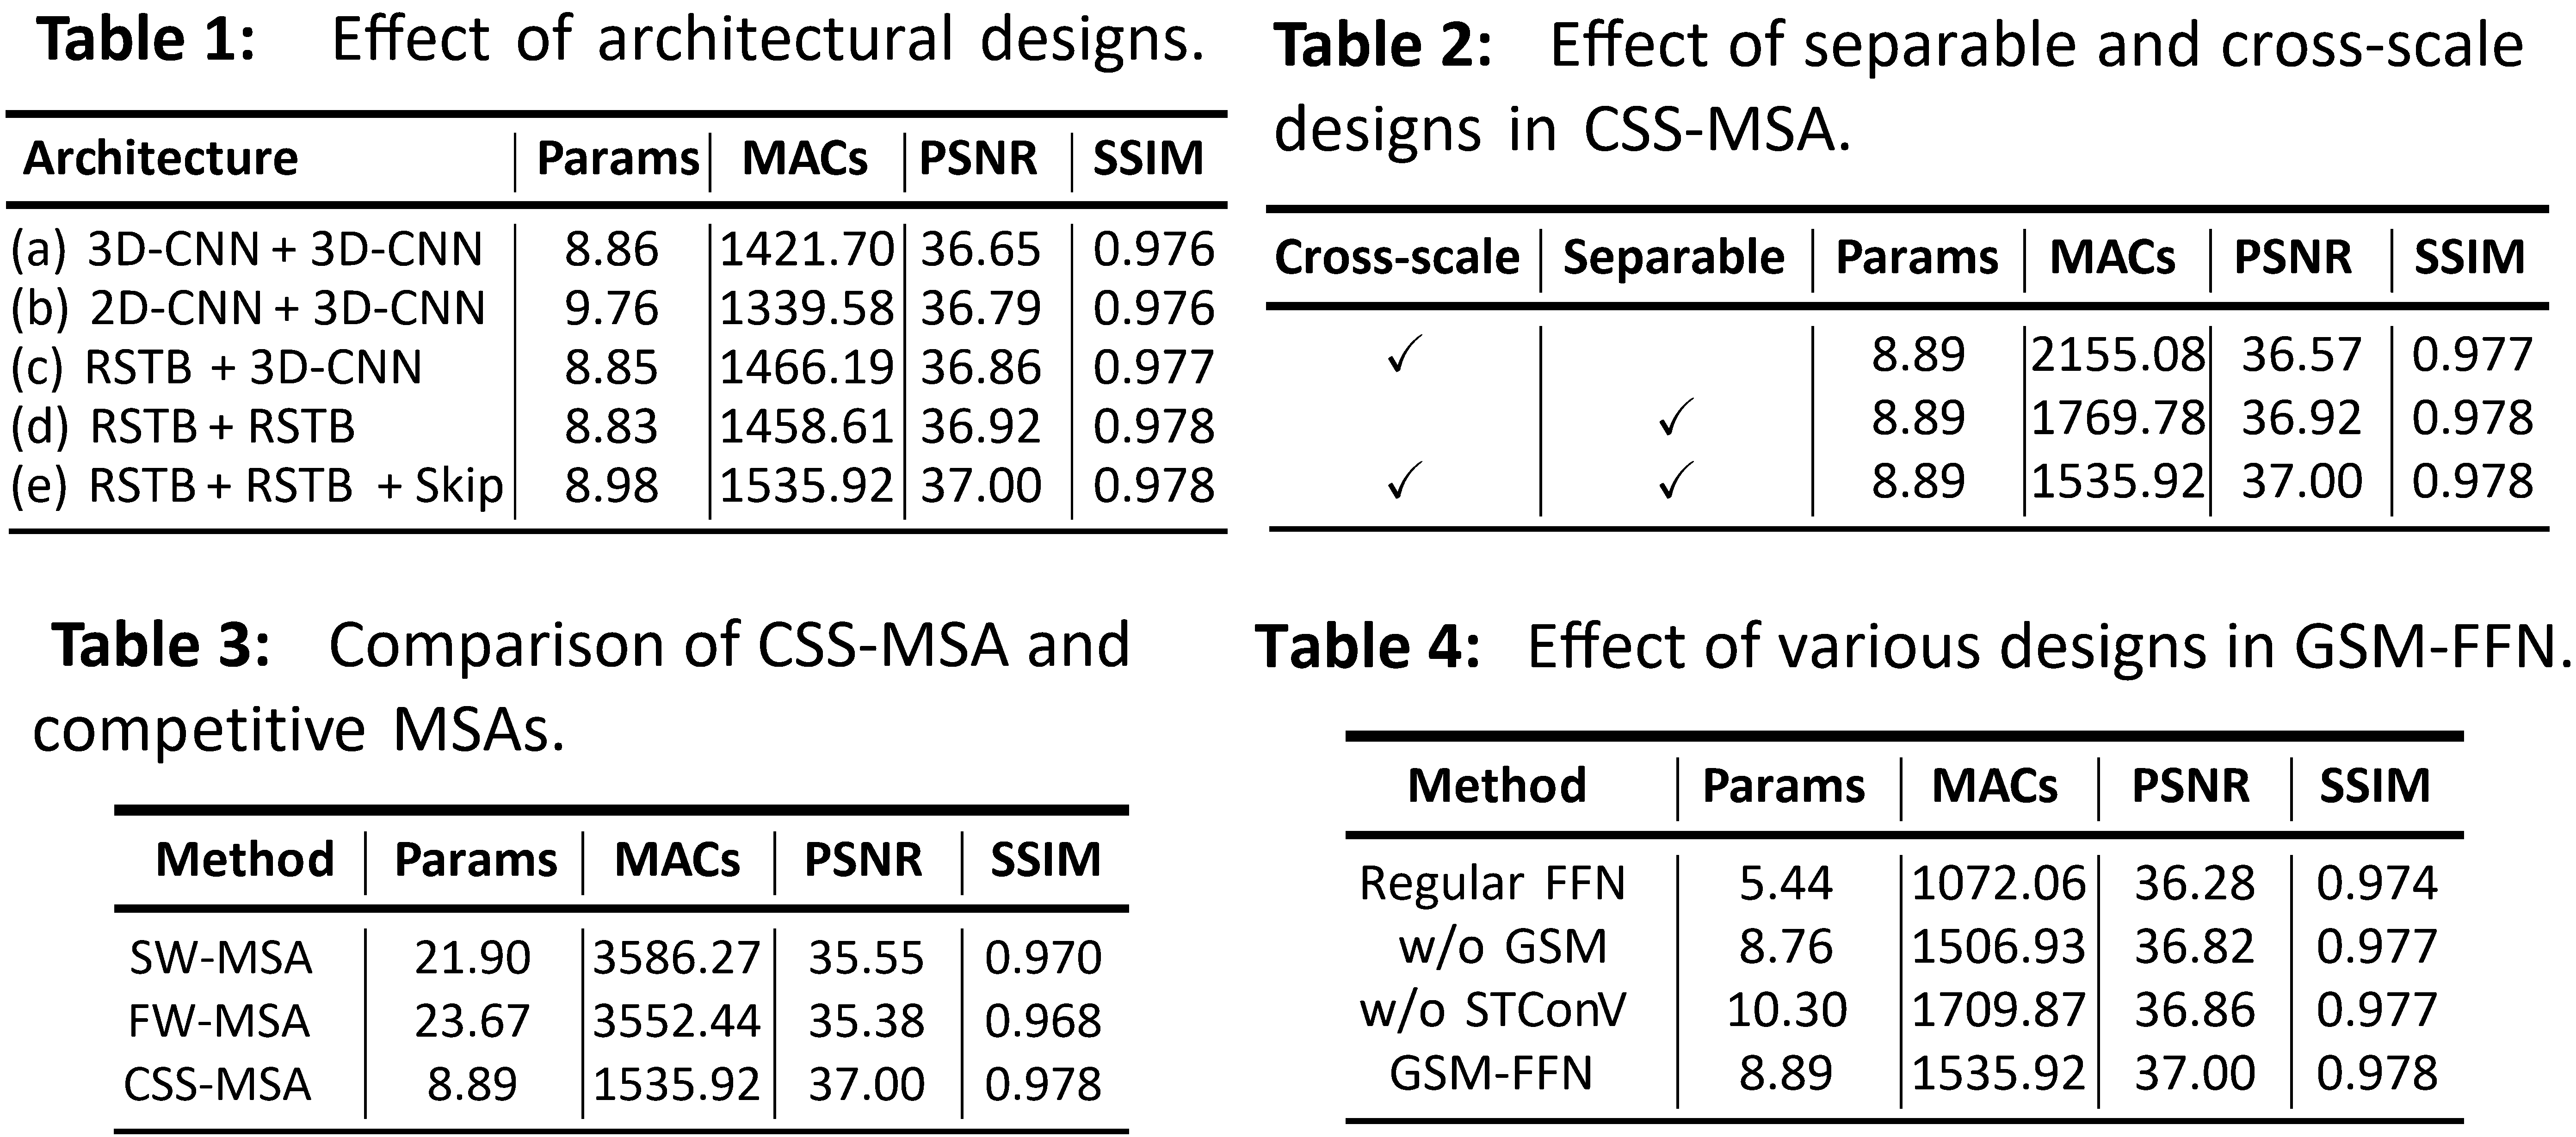 Table 1: Effect of architectural designs.
Architecture Params MACs PSNR SSIM
(a) 3D-CNN + 3D-CNN 8.86 1421.70 36.65 0.976
(b) 2D-CNN + 3D-CNN 9.76 1339.58 36.79 0.976
(c) RSTB + 3D-CNN 8.85 1466.19 36.86 0.977
(d) RSTB + RSTB 8.83 1458.61 36.92 0.978
(e) RSTB + RSTB + Skip 8.98 1535.92 37.00 0.978
Table 2: Effect of separable and cross-scale
designs in CSS-MSA.
Cross-scale Separable Params MACs PSNR SSIM
✓ 8.89 2155.08 36.57 0.977
✓ 8.89 1769.78 36.92 0.978
✓ ✓ 8.89 1535.92 37.00 0.978
Table 3: Comparison of CSS-MSA and
competitive MSAs.
Method Params MACs PSNR SSIM
SW-MSA 21.90 3586.27 35.55 0.970
FW-MSA 23.67 3552.44 35.38 0.968
CSS-MSA 8.89 1535.92 37.00 0.978
Table 4: Effect of various designs in GSM-FFN.
Method Params MACs PSNR SSIM
Regular FFN 5.44 1072.06 36.28 0.974
w/o GSM 8.76 1506.93 36.82 0.977
w/o STConV 10.30 1709.87 36.86 0.977
GSM-FFN 8.89 1535.92 37.00 0.978